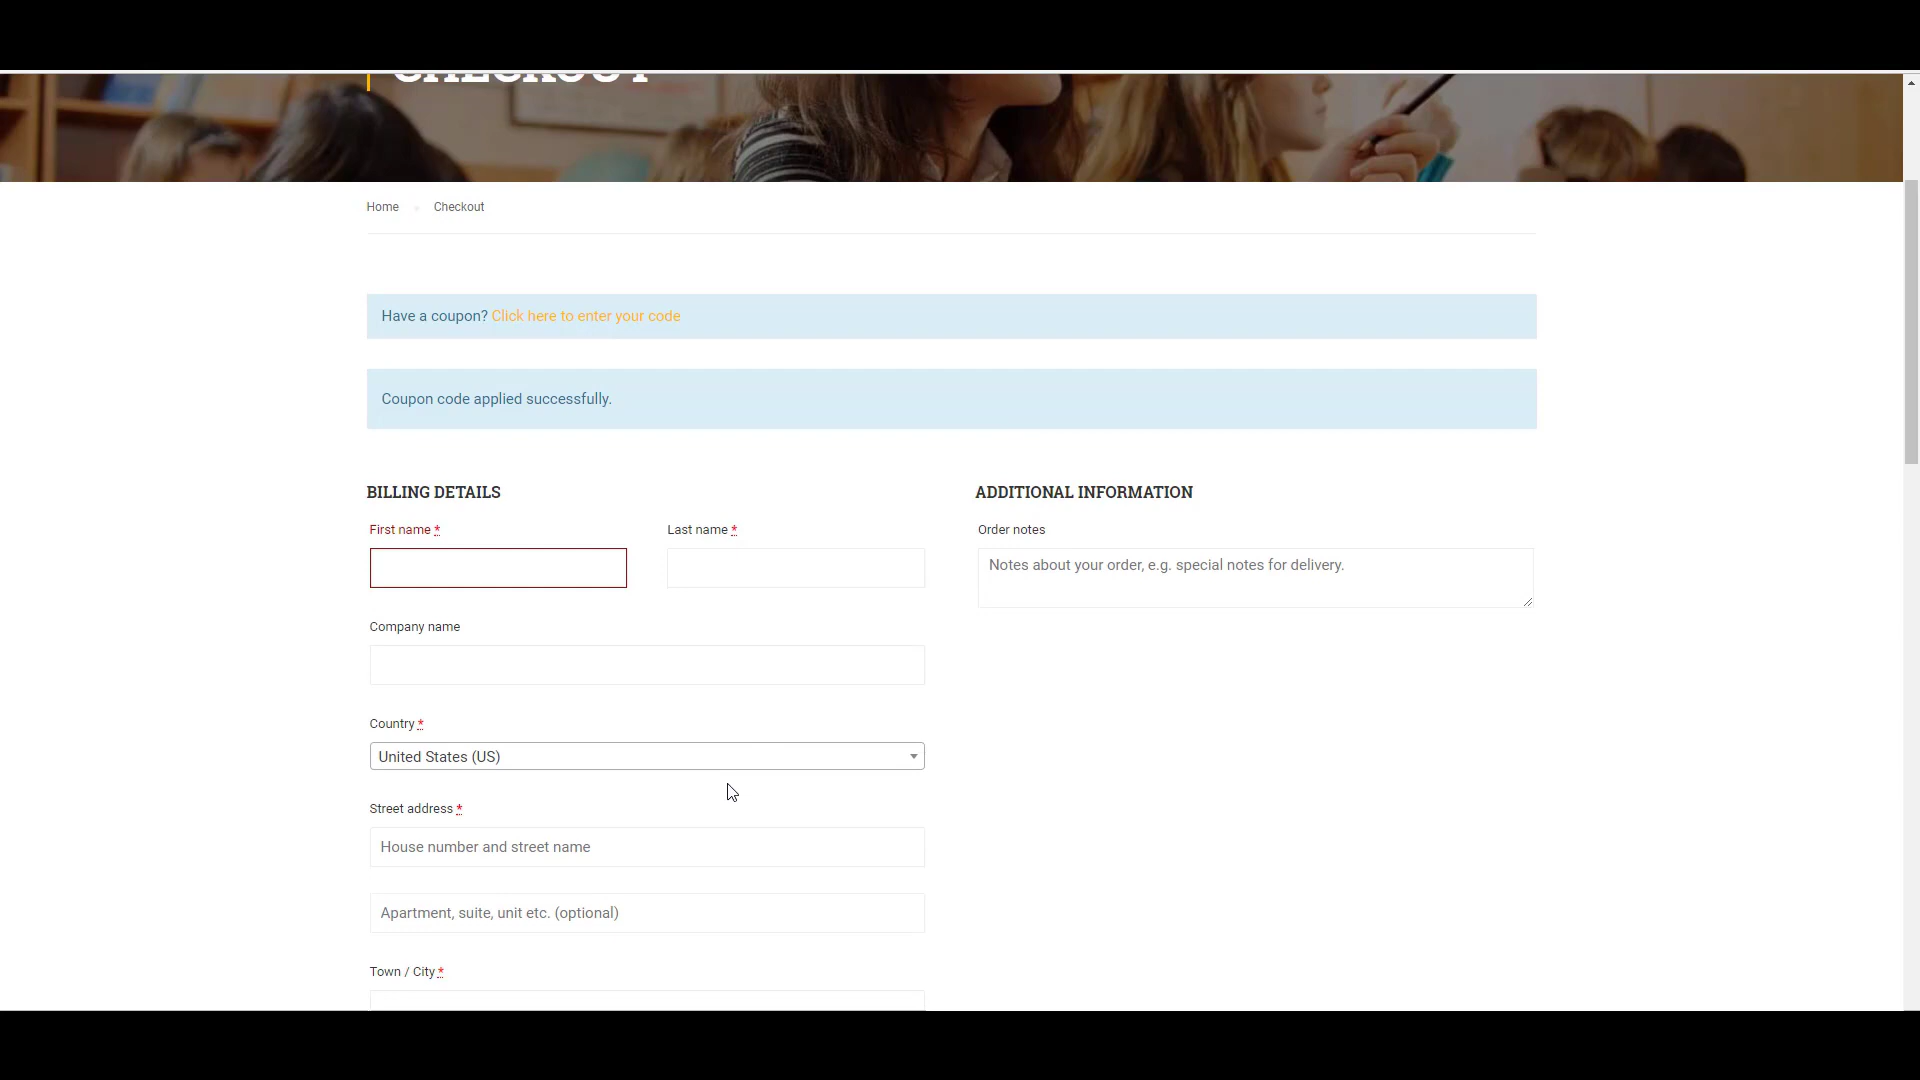 CHECKOUT
Home
Checkout
Have a coupon? Click here to enter your code
Coupon code applied successfully.
BILLING DETAILS
ADDITIONAL INFORMATION
First name *
Last name *
Order notes
Notes about your order, e.g. special notes for delivery.
Company name
Country *
United States (US)
Street address *
House number and street name
Apartment, suite, unit etc. (optional)
Town / City *